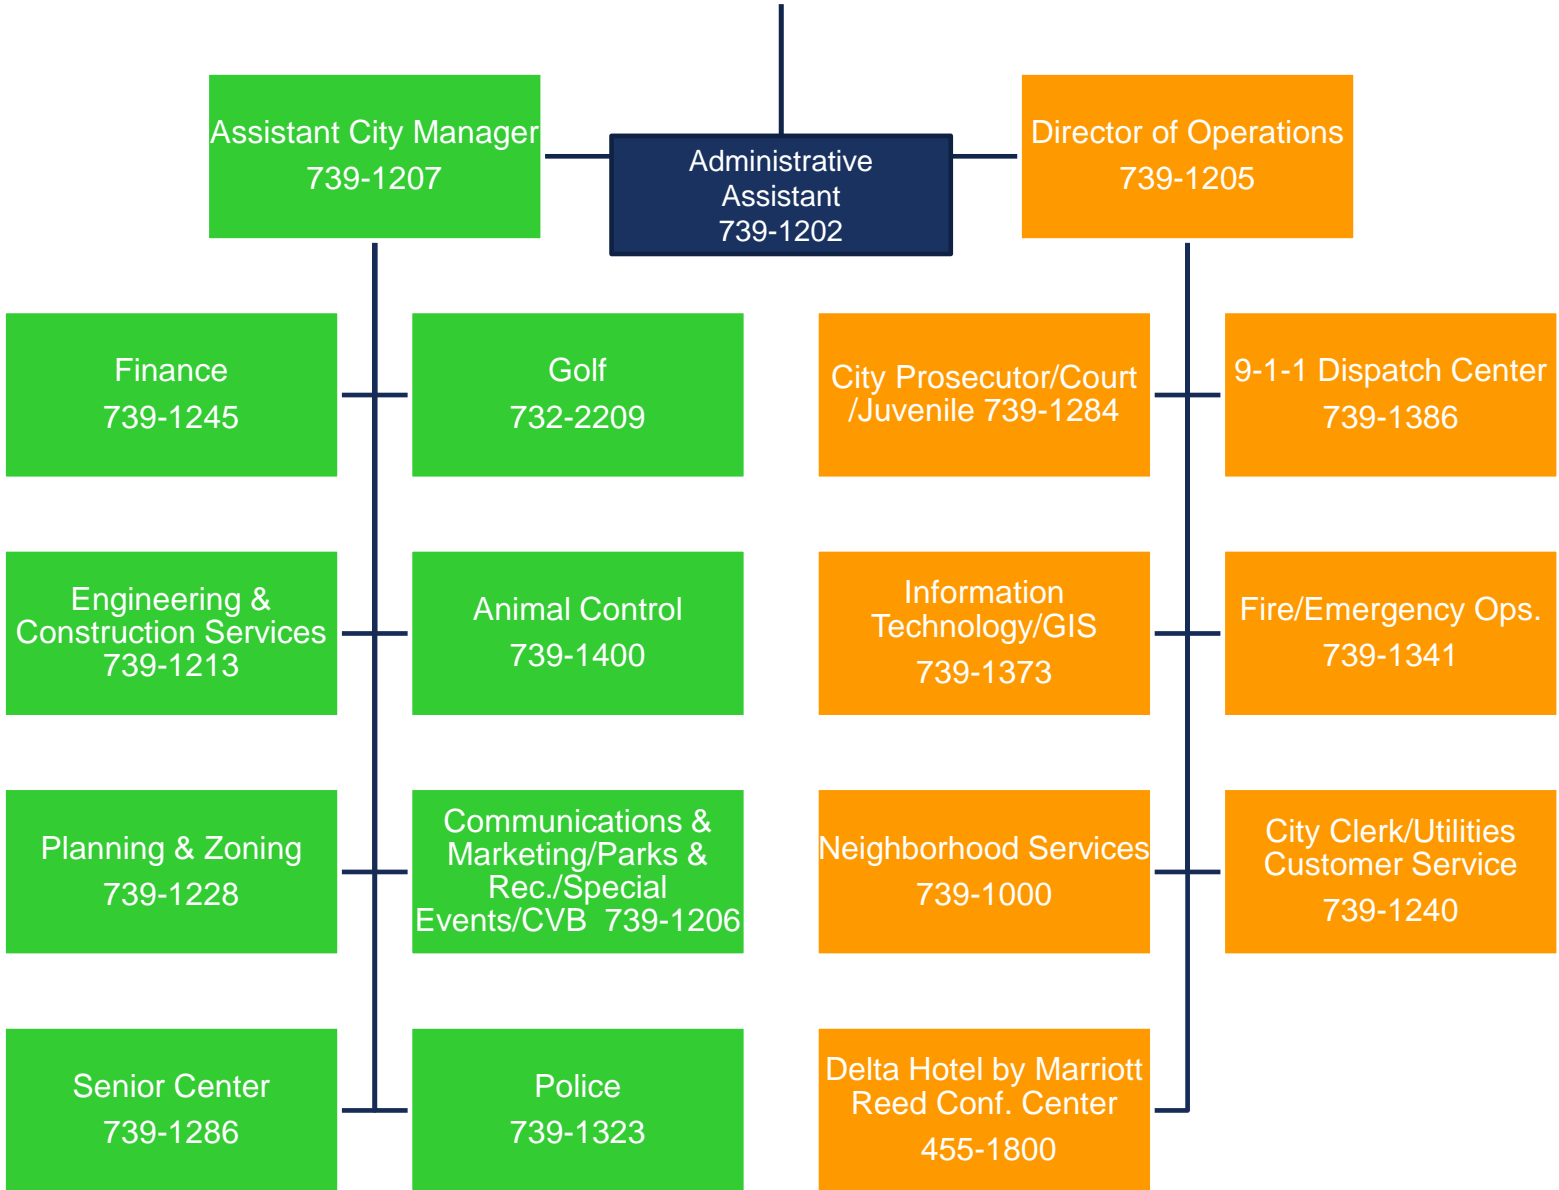 Assistant City Manager
739-1207
Administrative
Assistant
739-1202
Director of Operations
739-1205
Finance
739-1245
Golf
732-2209
City Prosecutor/Court
/Juvenile 739-1284
9-1-1 Dispatch Center
739-1386
Engineering &
Construction Services
739-1213
Animal Control
739-1400
Information
Technology/GIS
739-1373
Fire/Emergency Ops.
739-1341
Planning & Zoning
739-1228
Communications &
Marketing/Parks &
Rec./Special
Events/CVB  739-1206
Neighborhood Services
739-1000
City Clerk/Utilities
Customer Service
739-1240
Senior Center
739-1286
Police
739-1323
Delta Hotel by Marriott
Reed Conf. Center
455-1800